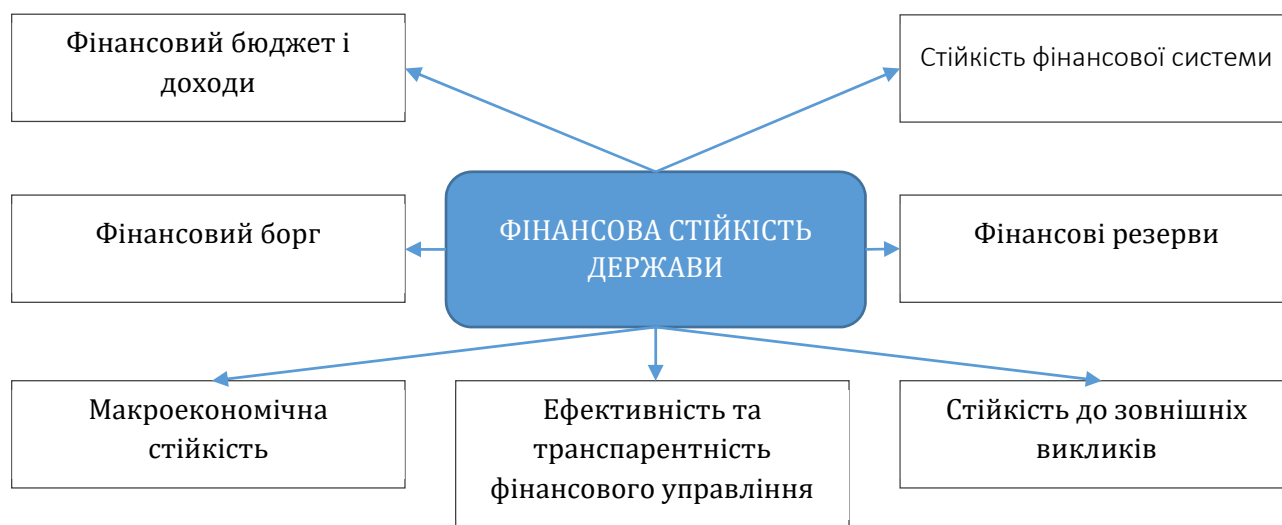 Фінансовий бюджет і
доходи
Стійкість фінансової системи
Фінансовий борг
ФІНАНСОВА СТІЙКІСТЬ
ДЕРЖАВИ
Фінансові резерви
Макроекономічна
стійкість
Ефективність та
транспарентність
фінансового управління
Стійкість до зовнішніх
викликів